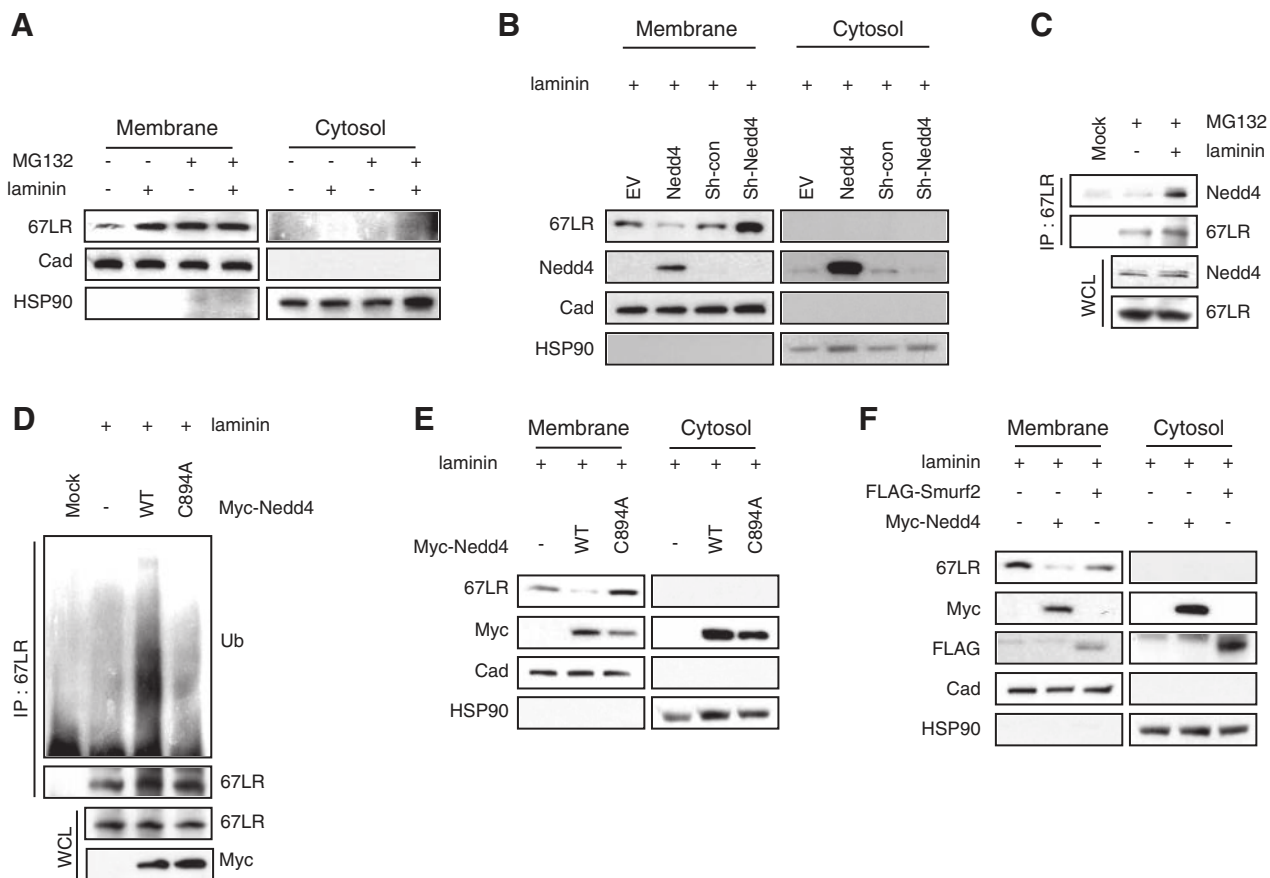 A
Membrane Cytosol
MG132 - - + + - - + +
laminin - + - + - + - +
67LR
Cad
HSP90
B
Membrane Cytosol
laminin + + + + + + + +
EV Nedd4 Sh-con Sh-Nedd4 EV Nedd4 Sh-con Sh-Nedd4
67LR
Nedd4
Cad
HSP90
C
Mock + + MG132
- + laminin
IP : 67LR
Nedd4
67LR
WCL
Nedd4
67LR
D
+ + + laminin
Mock - WT C894A Myc-Nedd4
IP : 67LR
Ub
67LR
WCL
67LR
Myc
E
Membrane Cytosol
laminin + + + + + +
Myc-Nedd4 - WT C894A - WT C894A
67LR
Myc
Cad
HSP90
F
Membrane Cytosol
laminin + + + + + +
FLAG-Smurf2 - - + - - +
Myc-Nedd4 - + - - + -
67LR
Myc
FLAG
Cad
HSP90